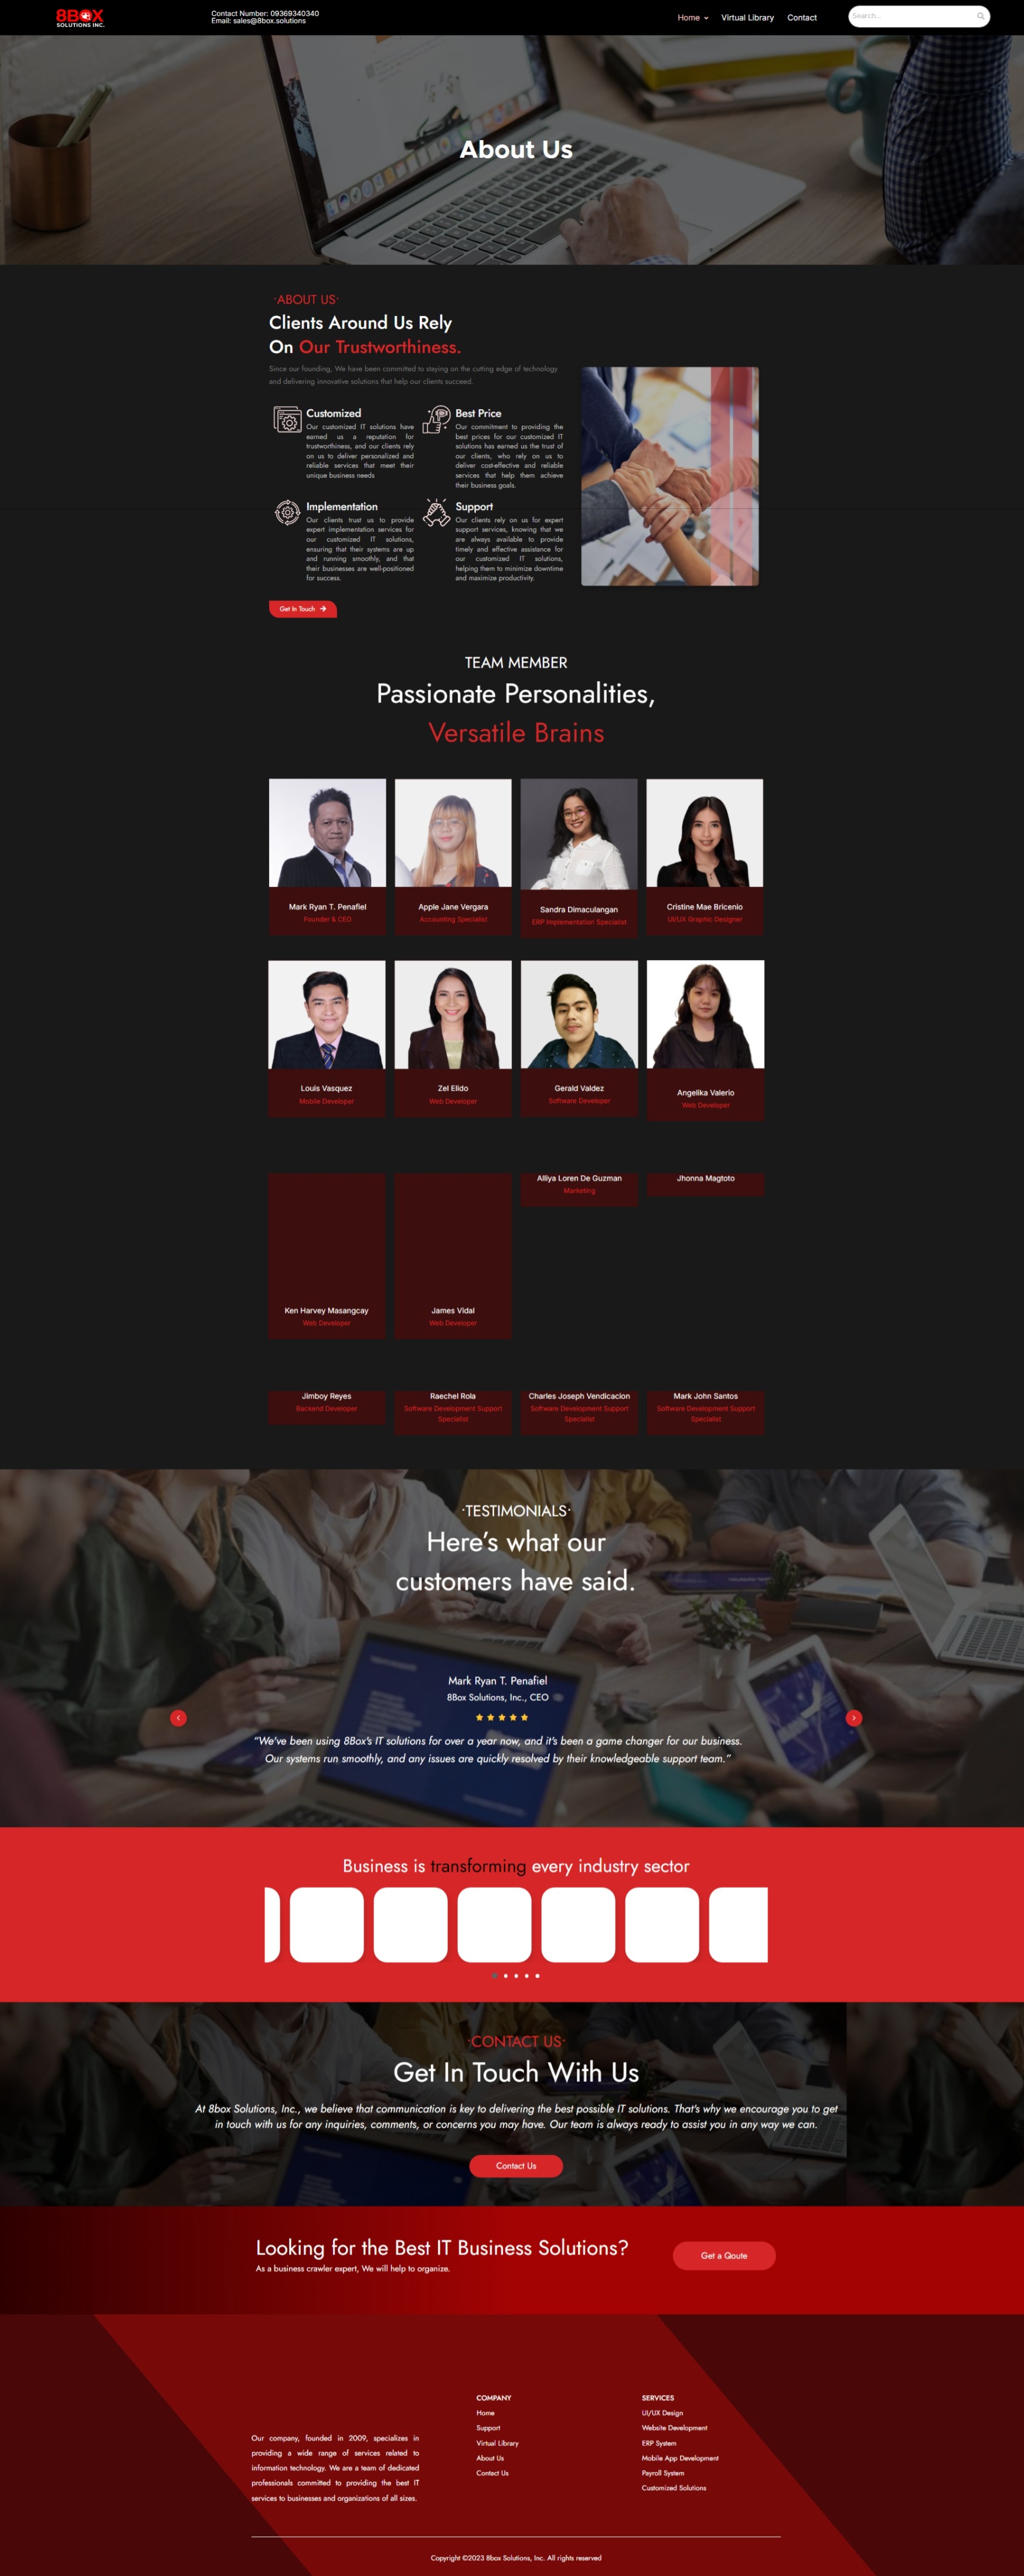 8BOX
SOLUTIONS INC.
Contact Number: 09369340340
Email: sales@8box.solutions
Home
Virtual Library
Contact
Search...
About Us
·ABOUT US·
Clients Around Us Rely
On Our Trustworthiness.
Since our founding, We have been committed to staying on the cutting edge of technology
and delivering innovative solutions that help our clients succeed.
Customized
Our customized IT solutions have
earned us a reputation for
trustworthiness, and our clients rely
on us to deliver personalized and
reliable services that meet their
unique business needs
Best Price
Our commitment to providing the
best prices for our customized IT
solutions has earned us the trust of
our clients, who rely on us to
deliver cost-effective and reliable
services that help them achieve
their business goals.
Implementation
Our clients trust us to provide
expert implementation services for
our customized IT solutions,
ensuring that their systems are up
and running smoothly, and that
their businesses are well-positioned
for success.
Support
Our clients rely on us for expert
support services, knowing that we
are always available to provide
timely and effective assistance for
our customized IT solutions,
helping them to minimize downtime
and maximize productivity.
Get In Touch
TEAM MEMBER
Passionate Personalities,
Versatile Brains
Mark Ryan T. Penafiel
Founder & CEO
Apple Jane Vergara
Accounting Specialist
Sandra Dimaculangan
ERP Implementation Specialist
Cristine Mae Bricenio
UI/UX Graphic Designer
Louis Vasquez
Mobile Developer
Zel Elido
Web Developer
Gerald Valdez
Software Developer
Angelika Valerio
Web Developer
Ken Harvey Masangcay
Web Developer
James Vidal
Web Developer
Alliya Loren De Guzman
Marketing
Jhonna Magtoto
Jimboy Reyes
Backend Developer
Raechel Rola
Software Development Support
Specialist
Charles Joseph Vendicacion
Software Development Support
Specialist
Mark John Santos
Software Development Support
Specialist
·TESTIMONIALS·
Here's what our
customers have said.
Mark Ryan T. Penafiel
8Box Solutions, Inc., CEO
"We've been using 8Box's IT solutions for over a year now, and it's been a game changer for our business.
Our systems run smoothly, and any issues are quickly resolved by their knowledgeable support team."
Business is transforming every industry sector
·CONTACT US·
Get In Touch With Us
At 8box Solutions, Inc., we believe that communication is key to delivering the best possible IT solutions. That's why we encourage you to get
in touch with us for any inquiries, comments, or concerns you may have. Our team is always ready to assist you in any way we can.
Contact Us
Looking for the Best IT Business Solutions?
As a business crawler expert, We will help to organize.
Get a Qoute
Our company, founded in 2009, specializes in
providing a wide range of services related to
information technology. We are a team of dedicated
professionals committed to providing the best IT
services to businesses and organizations of all sizes.
COMPANY
Home
Support
Virtual Library
About Us
Contact Us
SERVICES
UI/UX Design
Website Development
ERP System
Mobile App Development
Payroll System
Customized Solutions
Copyright ©2023 8box Solutions, Inc. All rights reserved